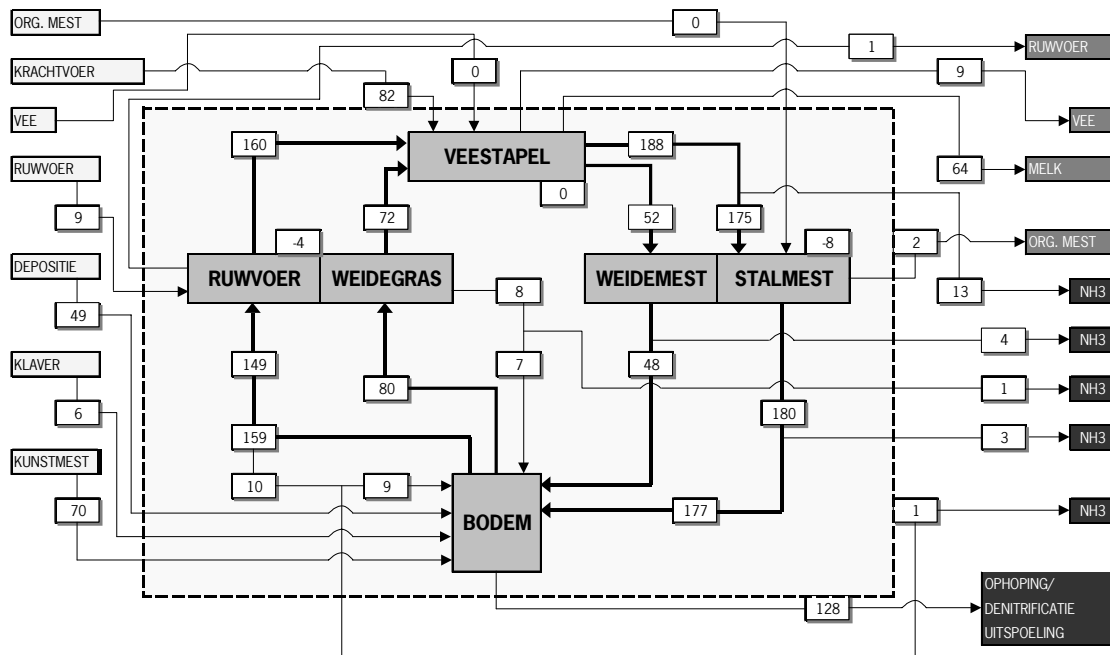 ORG. MEST
0
1
RUWVOER
KRACHTVOER
0
9
82
VEE
VEE
160
VEESTAPEL
188
RUWVOER
64
MELK
0
9
72
52
175
-4
-8
2
ORG. MEST
DEPOSITIE
RUWVOER
WEIDEGRAS
WEIDEMEST
STALMEST
8
13
NH3
49
4
NH3
KLAVER
149
7
48
80
1
NH3
6
180
159
3
NH3
KUNSTMEST
10
9
70
177
1
NH3
BODEM
OPHOPING/
128
DENITRIFICATIE
UITSPOELING